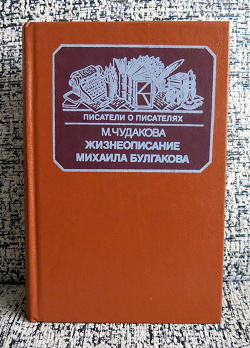 ПИСАТЕЛИ О ПИСАТЕЛЯХ
М.ЧУДАКОВА
ЖИЗНЕОПИСАНИЕ
МИХАИЛА БУЛГАКОВА